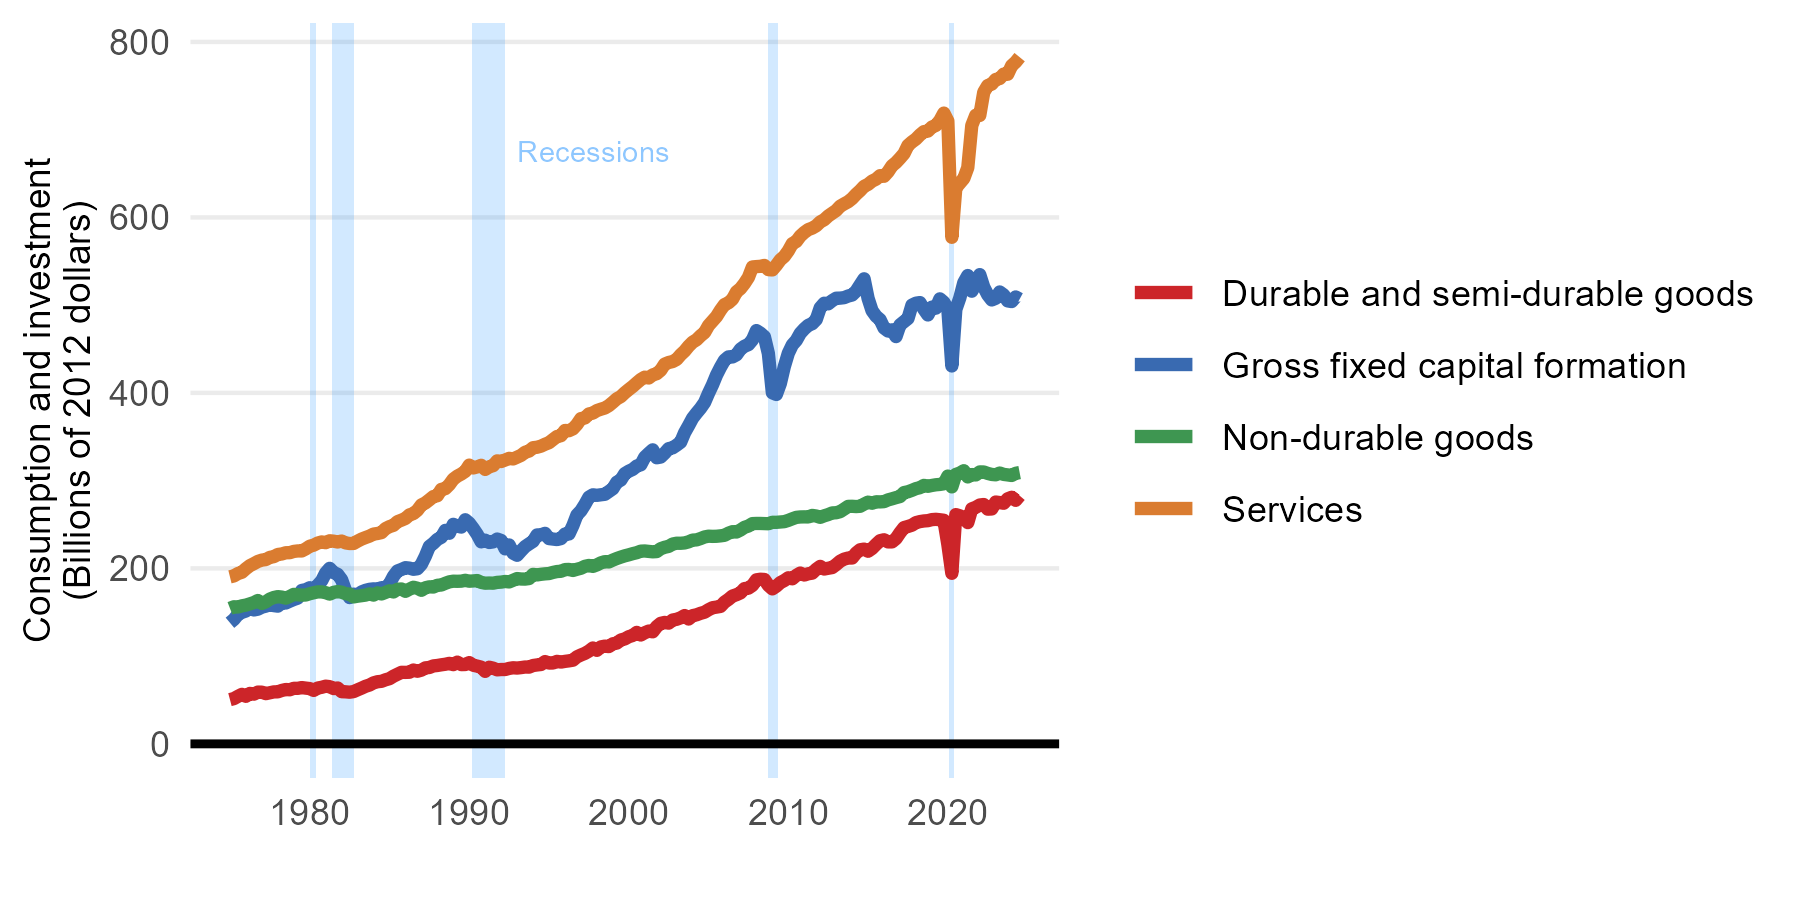 Consumption and investment
(Billions of 2012 dollars)
800
600
400
200
0
Recessions
1980
1990
2000
2010
2020
Durable and semi-durable goods
Gross fixed capital formation
Non-durable goods
Services